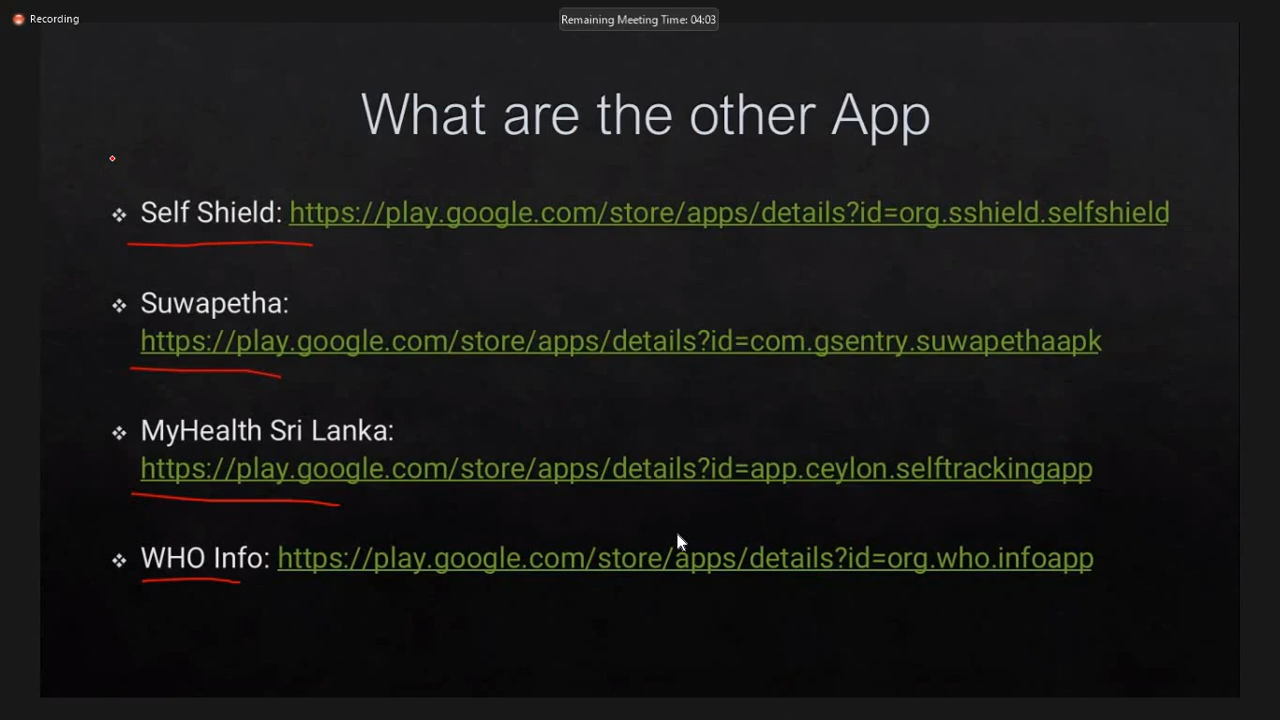 Recording
Remaining Meeting Time: 04:03
What are the other App
Self Shield: https://play.google.com/store/apps/details?id=org.sshield.selfshield
Suwapetha:
https://play.google.com/store/apps/details?id=com.gsentry.suwapethaapk
MyHealth Sri Lanka:
https://play.google.com/store/apps/details?id=app.ceylon.selftrackingapp
WHO Info: https://play.google.com/store/apps/details?id=org.who.infoapp